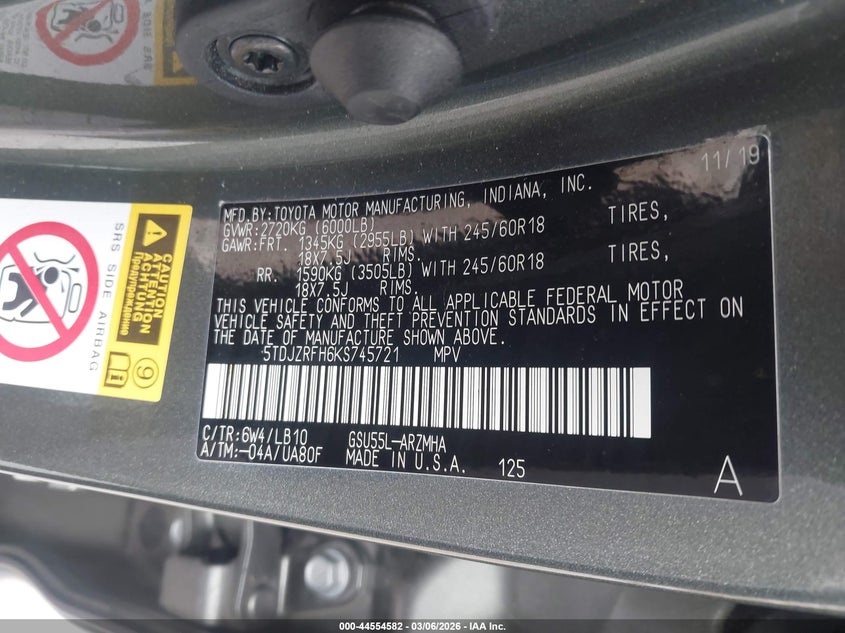 11/19
MFD.BY:TOYOTA MOTOR MANUFACTURING, INDIANA, INC.
GVWR:2720KG (6000LB)
GAWR:FRT. 1345KG (2955LB) WITH 245/60R18 TIRES,
18X7.5J RIMS.
RR. 1590KG (3505LB) WITH 245/60R18 TIRES,
18X7.5J RIMS.
THIS VEHICLE CONFORMS TO ALL APPLICABLE FEDERAL MOTOR
VEHICLE SAFETY AND THEFT PREVENTION STANDARDS IN EFFECT ON
THE DATE OF MANUFACTURE SHOWN ABOVE.
5TDJZRFH6KS745721 MPV
C/TR:6W4/LB10 GSU55L-ARZMHA
A/TM:-04A/UA80F MADE IN U.S.A. 125
A
SRS SIDE AIRBAG
CAUTION
ATTENTION
ACHTUNG
Предупреждение
9
000-44554582 - 03/06/2026 - IAA Inc.